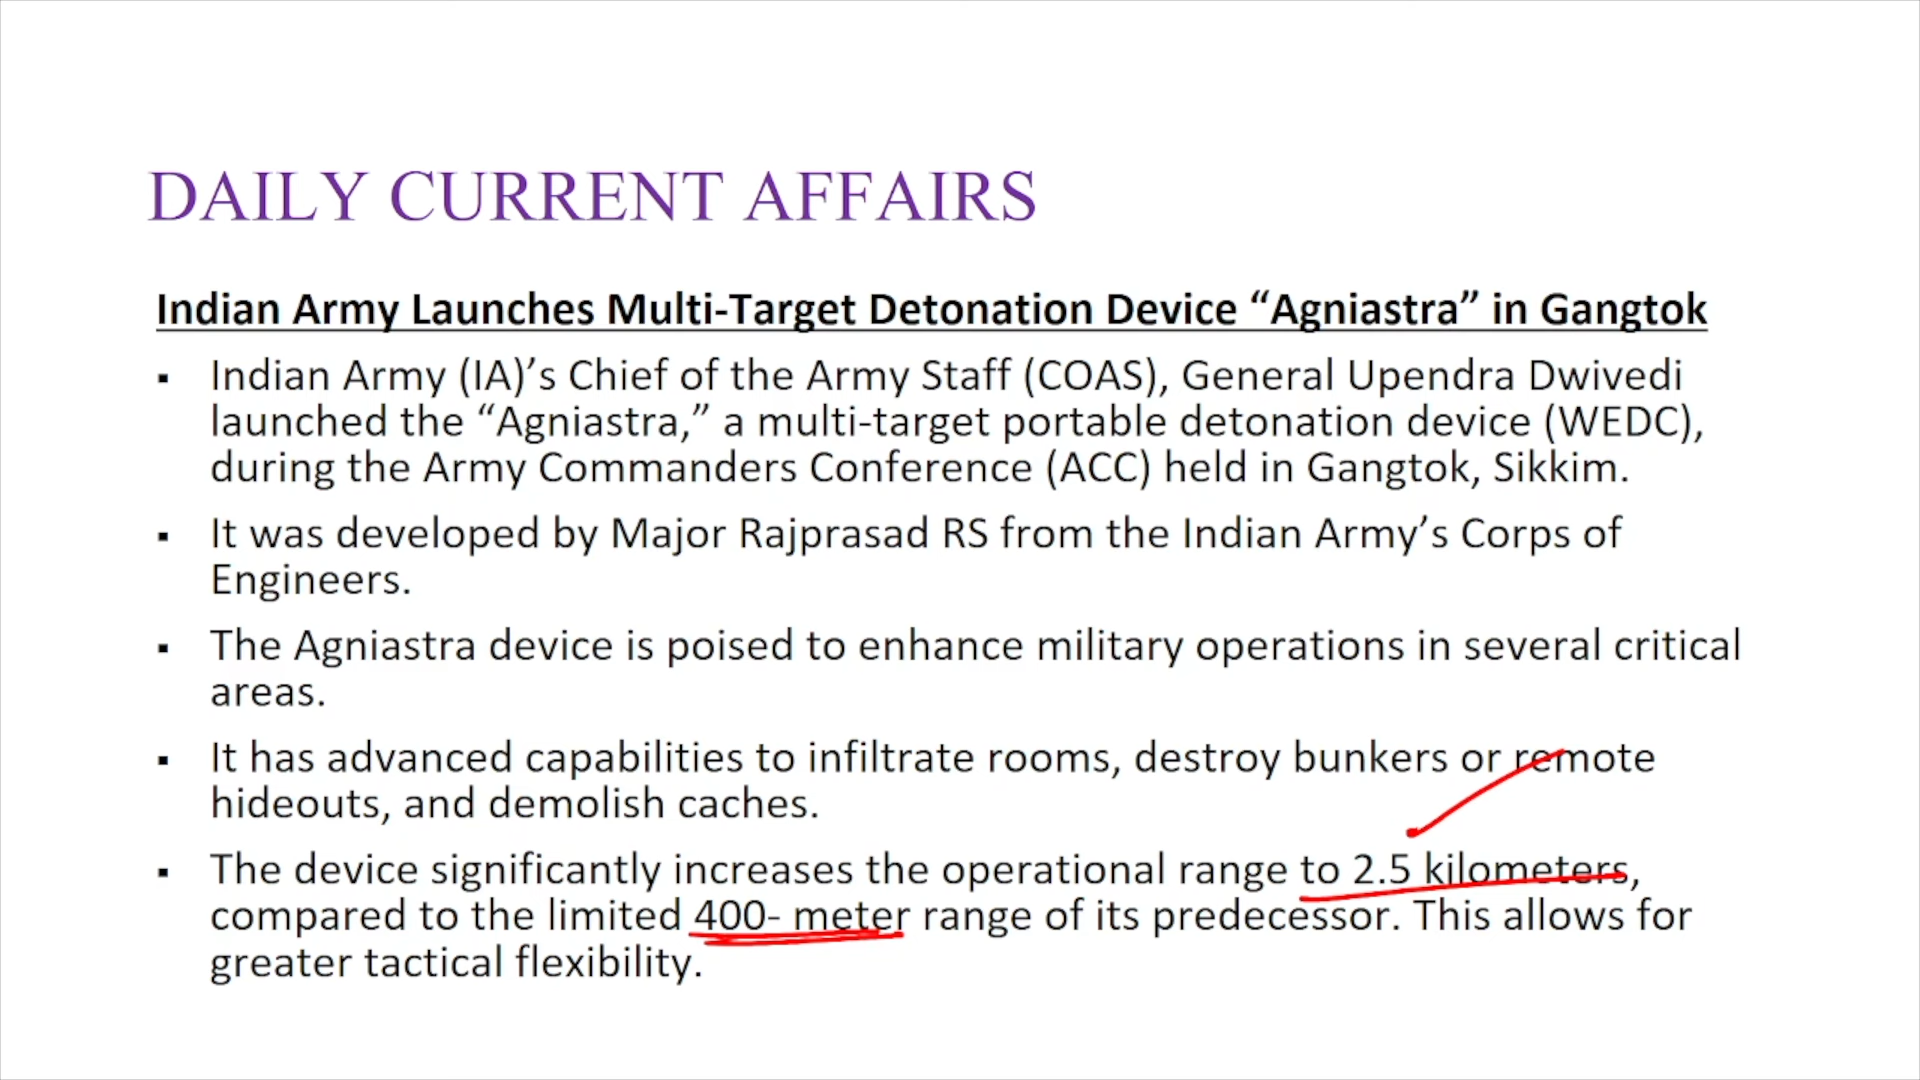 DAILY CURRENT AFFAIRS
Indian Army Launches Multi-Target Detonation Device “Agniastra” in Gangtok
▪ Indian Army (IA)’s Chief of the Army Staff (COAS), General Upendra Dwivedi
launched the “Agniastra,” a multi-target portable detonation device (WEDC),
during the Army Commanders Conference (ACC) held in Gangtok, Sikkim.
▪ It was developed by Major Rajprasad RS from the Indian Army’s Corps of
Engineers.
▪ The Agniastra device is poised to enhance military operations in several critical
areas.
▪ It has advanced capabilities to infiltrate rooms, destroy bunkers or remote
hideouts, and demolish caches.
▪ The device significantly increases the operational range to 2.5 kilometers,
compared to the limited 400- meter range of its predecessor. This allows for
greater tactical flexibility.